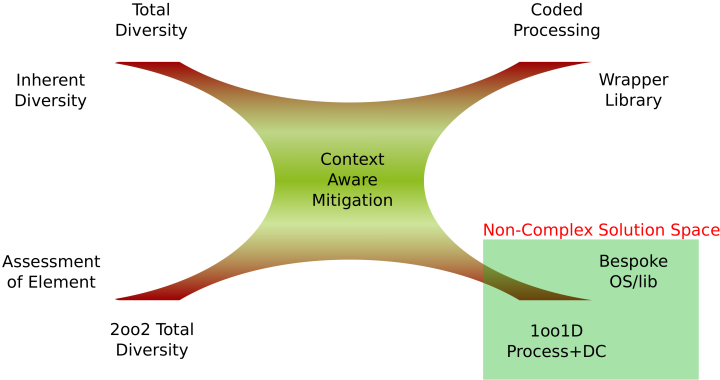 Total
Diversity
Coded
Processing
Inherent
Diversity
Wrapper
Library
Context
Aware
Mitigation
Non-Complex Solution Space
Assessment
of Element
Bespoke
OS/lib
2oo2 Total
Diversity
1oo1D
Process+DC